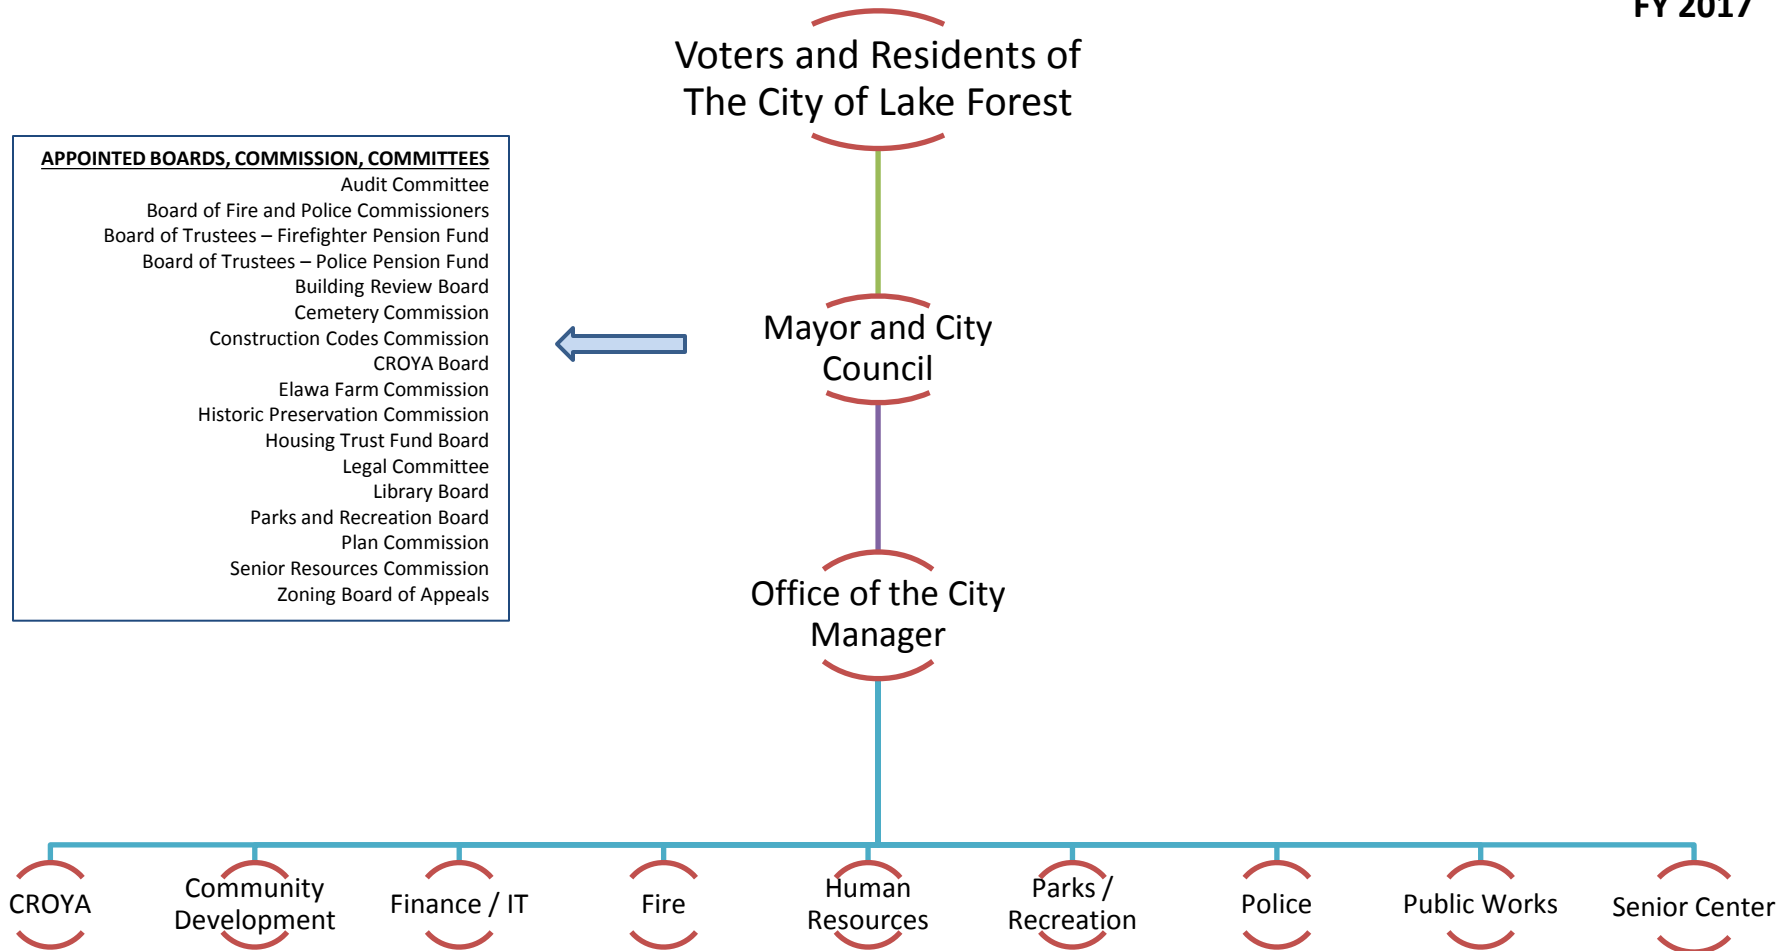 FY 2017
Voters and Residents of
The City of Lake Forest
APPOINTED BOARDS, COMMISSION, COMMITTEES
Audit Committee
Board of Fire and Police Commissioners
Board of Trustees – Firefighter Pension Fund
Board of Trustees – Police Pension Fund
Building Review Board
Cemetery Commission
Construction Codes Commission
CROYA Board
Elawa Farm Commission
Historic Preservation Commission
Housing Trust Fund Board
Legal Committee
Library Board
Parks and Recreation Board
Plan Commission
Senior Resources Commission
Zoning Board of Appeals
Mayor and City
Council
Office of the City
Manager
CROYA
Community
Development
Finance / IT
Fire
Human
Resources
Parks /
Recreation
Police
Public Works
Senior Center